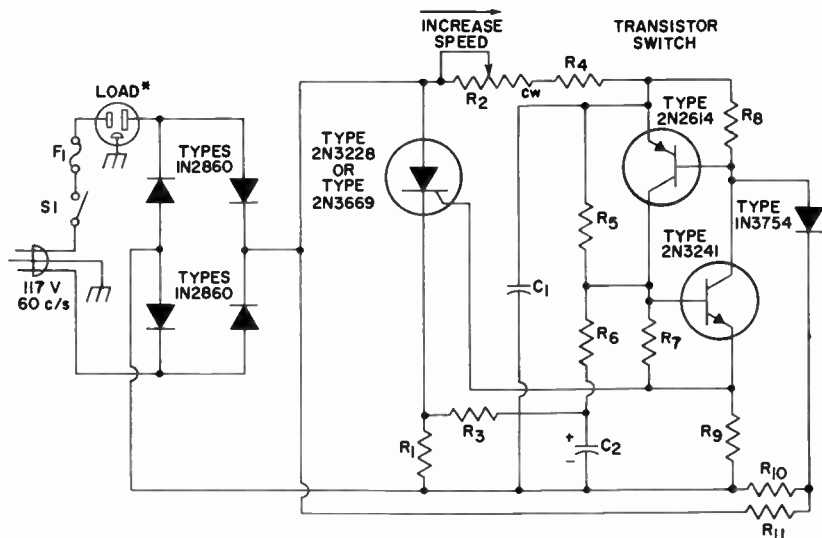 INCREASE
SPEED
TRANSISTOR
SWITCH
LOAD*
F1
S1
117 V
60 c/s
TYPES
1N2860
TYPES
1N2860
TYPE
2N3228
OR
TYPE
2N3669
R2
CW
R4
TYPE
2N2614
R8
TYPE
1N3754
TYPE
2N3241
R5
C1
R6
R7
R3
R1
+
−
C2
R9
R10
R11